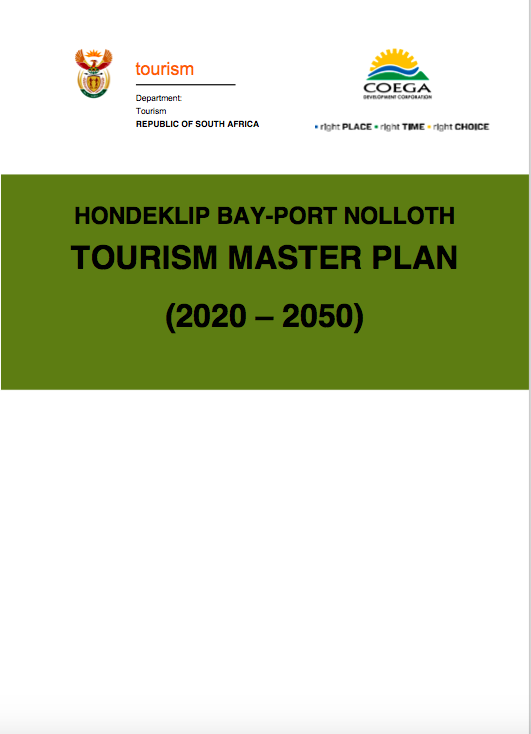 tourism
Department:
Tourism
REPUBLIC OF SOUTH AFRICA
COEGA
DEVELOPMENT CORPORATION
• right PLACE • right TIME • right CHOICE
HONDEKLIP BAY-PORT NOLLOTH
TOURISM MASTER PLAN
(2020 – 2050)